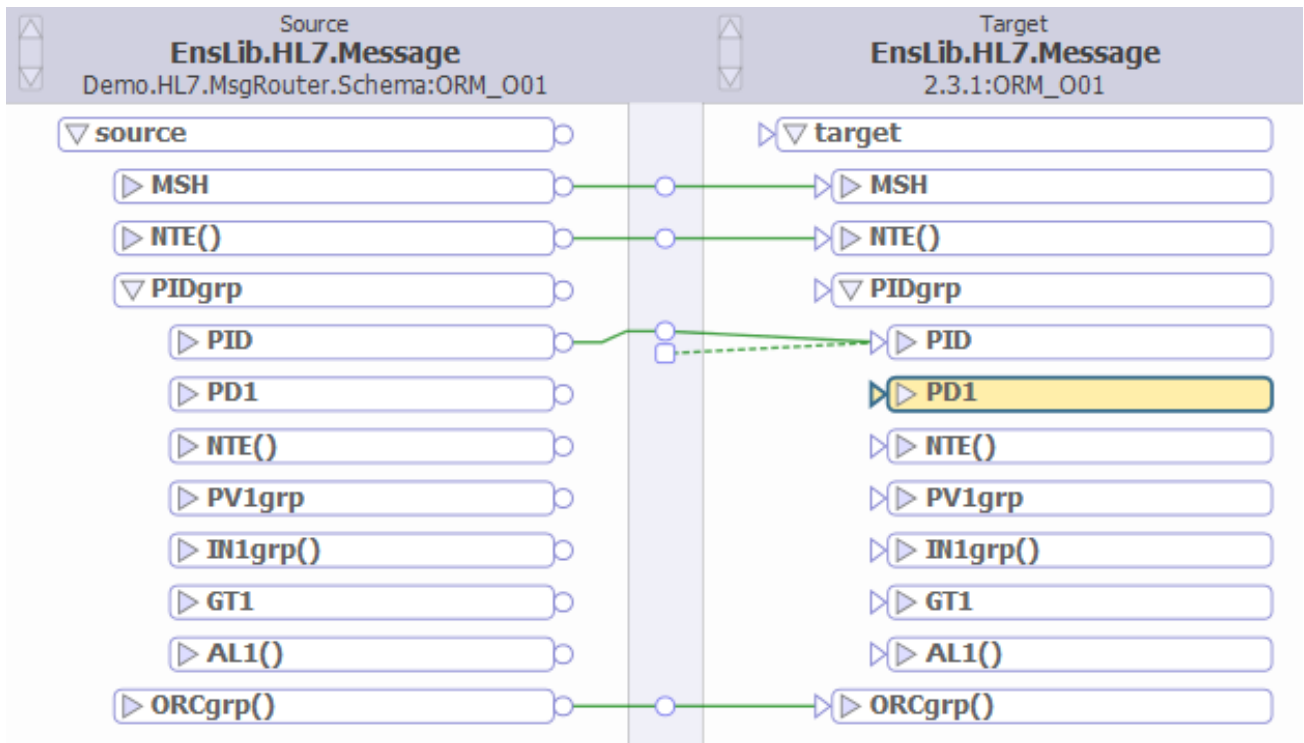 Source
EnsLib.HL7.Message
Demo.HL7.MsgRouter.Schema:ORM_O01
Target
EnsLib.HL7.Message
2.3.1:ORM_O01
source
target
MSH
MSH
NTE()
NTE()
PIDgrp
PIDgrp
PID
PID
PD1
PD1
NTE()
NTE()
PV1grp
PV1grp
IN1grp()
IN1grp()
GT1
GT1
AL1()
AL1()
ORCgrp()
ORCgrp()